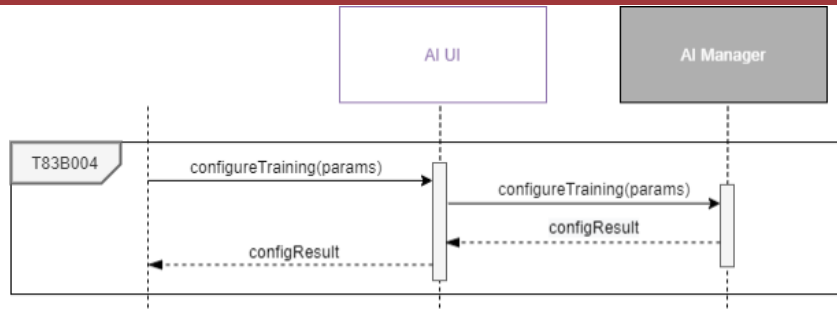 AI UI
AI Manager
T83B004
configureTraining(params)
configureTraining(params)
configResult
configResult